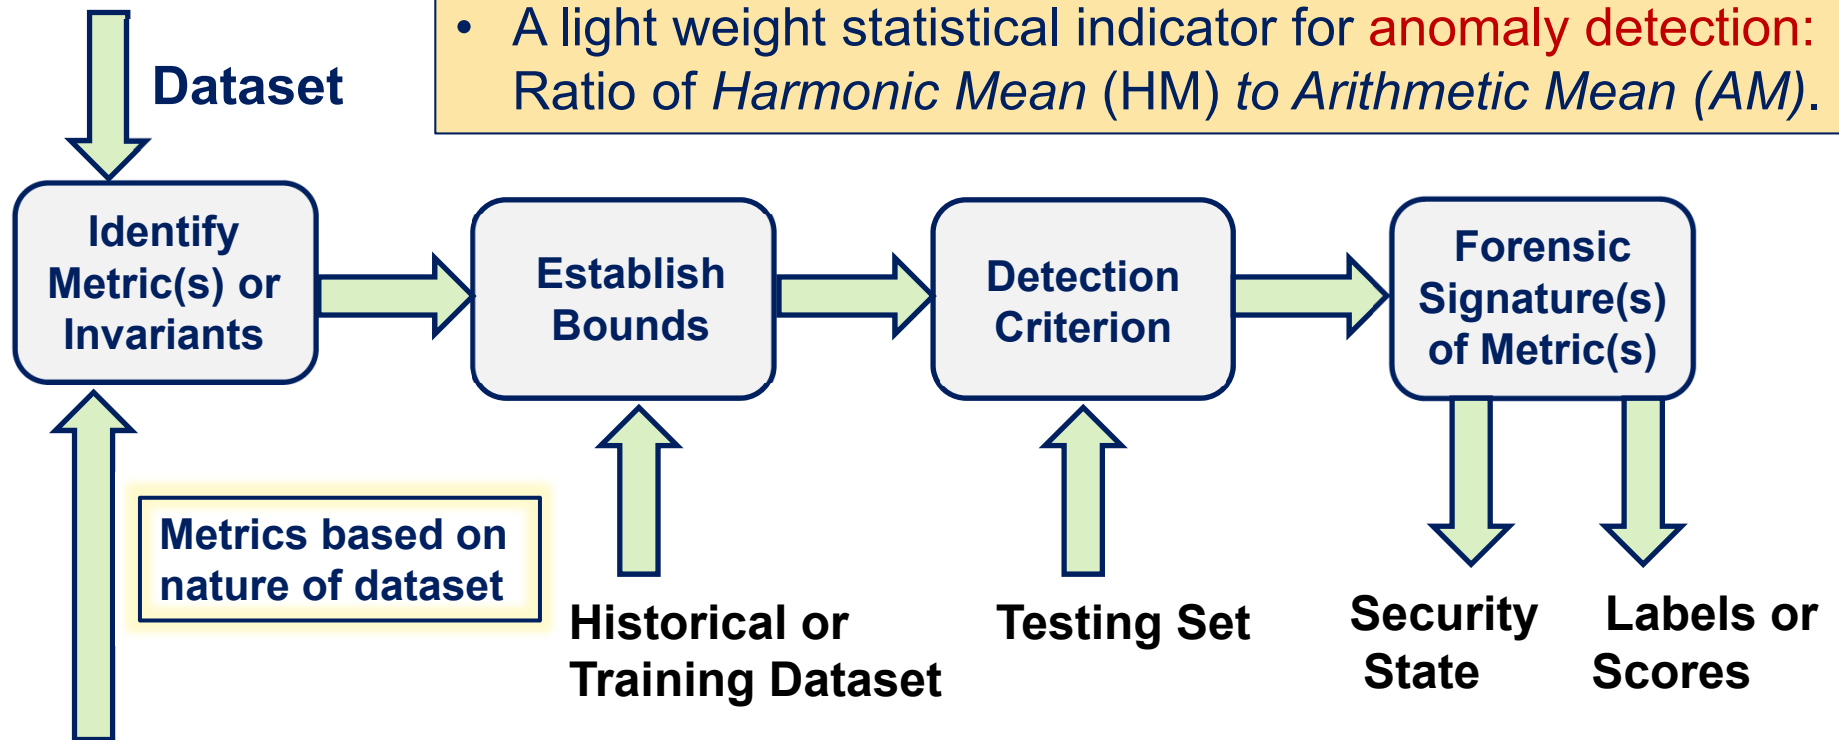 • A light weight statistical indicator for anomaly detection:
Ratio of Harmonic Mean (HM) to Arithmetic Mean (AM).
Dataset
Identify
Metric(s) or
Invariants
Establish
Bounds
Detection
Criterion
Forensic
Signature(s)
of Metric(s)
Metrics based on
nature of dataset
Historical or
Training Dataset
Testing Set
Security
State
Labels or
Scores